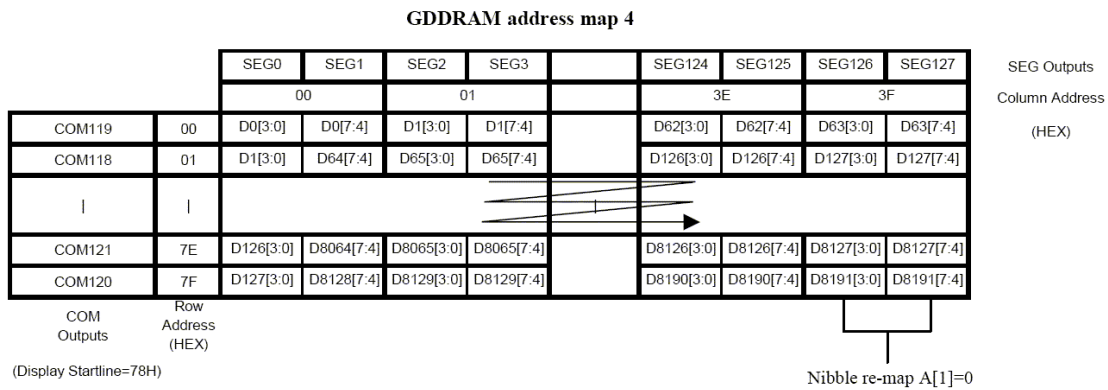 GDDRAM address map 4
SEG0 SEG1 SEG2 SEG3 SEG124 SEG125 SEG126 SEG127 SEG Outputs
00 01 3E 3F Column Address
(HEX)
COM119 00 D0[3:0] D0[7:4] D1[3:0] D1[7:4] D62[3:0] D62[7:4] D63[3:0] D63[7:4]
COM118 01 D1[3:0] D64[7:4] D65[3:0] D65[7:4] D126[3:0] D126[7:4] D127[3:0] D127[7:4]
| | |
COM121 7E D126[3:0] D8064[7:4] D8065[3:0] D8065[7:4] D8126[3:0] D8126[7:4] D8127[3:0] D8127[7:4]
COM120 7F D127[3:0] D8128[7:4] D8129[3:0] D8129[7:4] D8190[3:0] D8190[7:4] D8191[3:0] D8191[7:4]
COM
Outputs
Row
Address
(HEX)
(Display Startline=78H)
Nibble re-map A[1]=0